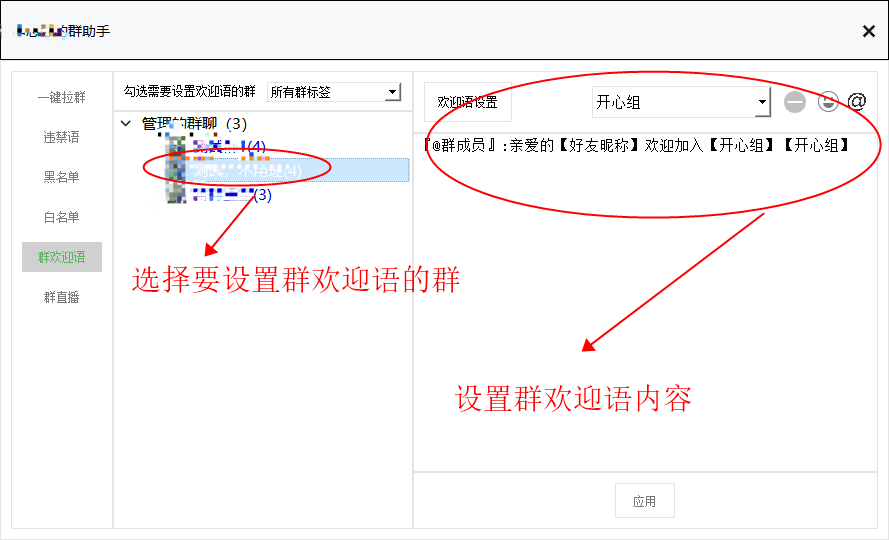 的群助手
一键拉群
违禁语
黑名单
白名单
群欢迎语
群直播
勾选需要设置欢迎语的群 所有群标签
管理的群聊 (3)
(4)
(4)
(3)
选择要设置群欢迎语的群
欢迎语设置 开心组 @
『@群成员』:亲爱的【好友昵称】欢迎加入【开心组】【开心组】
设置群欢迎语内容
应用